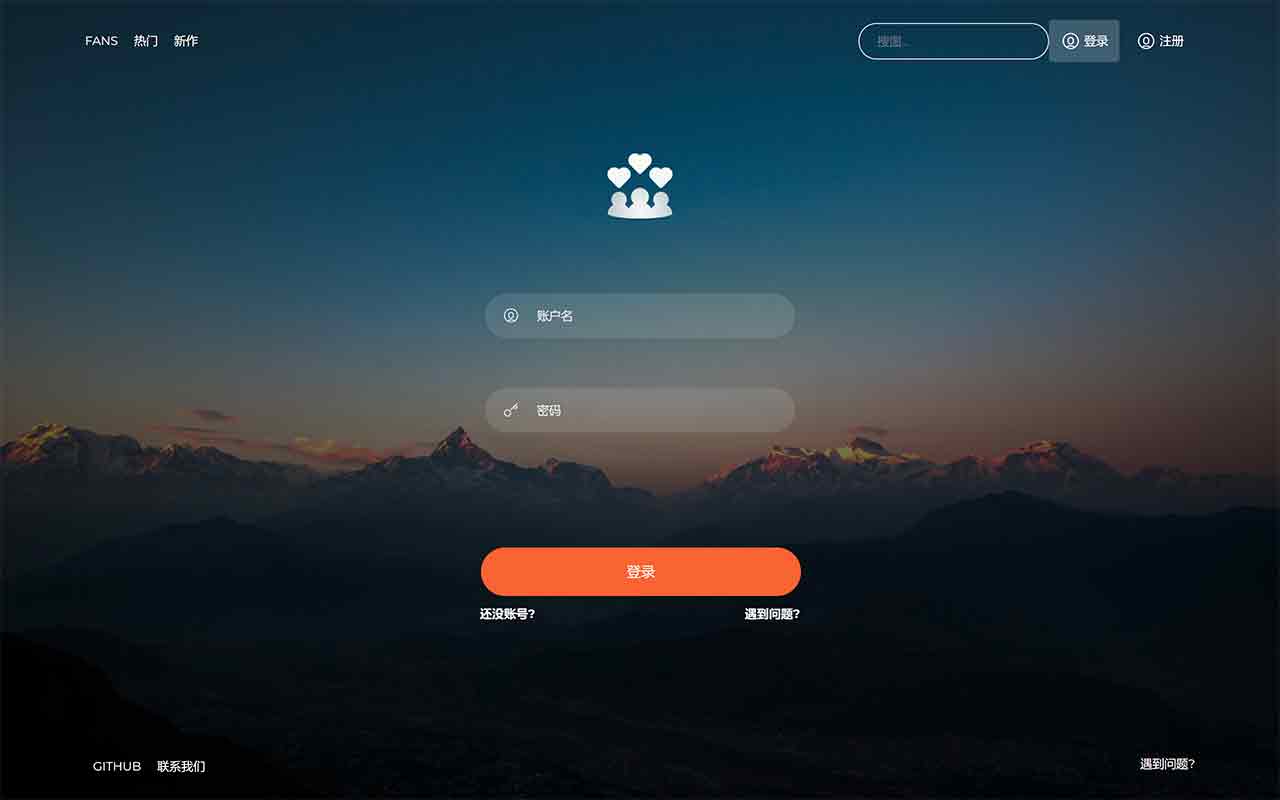 FANS 热门 新作
搜图...
登录 注册
账户名
密码
登录
还没账号? 遇到问题?
GITHUB 联系我们
遇到问题?